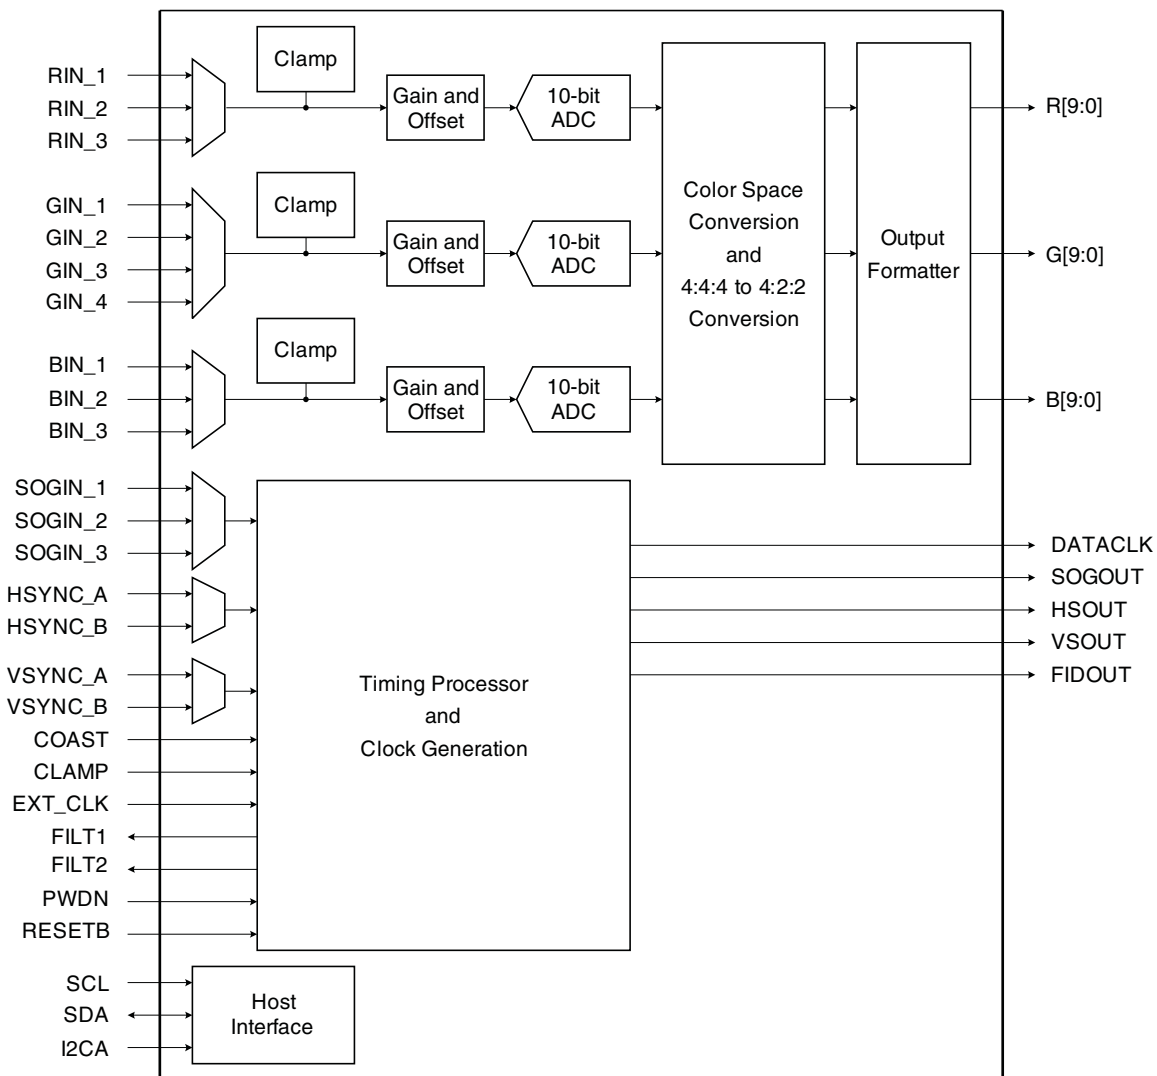 RIN_1
RIN_2
RIN_3
Clamp
Gain and
Offset
10-bit
ADC
R[9:0]
GIN_1
GIN_2
GIN_3
GIN_4
Clamp
Gain and
Offset
10-bit
ADC
G[9:0]
BIN_1
BIN_2
BIN_3
Clamp
Gain and
Offset
10-bit
ADC
B[9:0]
Color Space
Conversion
and
4:4:4 to 4:2:2
Conversion
Output
Formatter
SOGIN_1
SOGIN_2
SOGIN_3
HSYNC_A
HSYNC_B
VSYNC_A
VSYNC_B
COAST
CLAMP
EXT_CLK
FILT1
FILT2
PWDN
RESETB
Timing Processor
and
Clock Generation
DATACLK
SOGOUT
HSOUT
VSOUT
FIDOUT
SCL
SDA
I2CA
Host
Interface